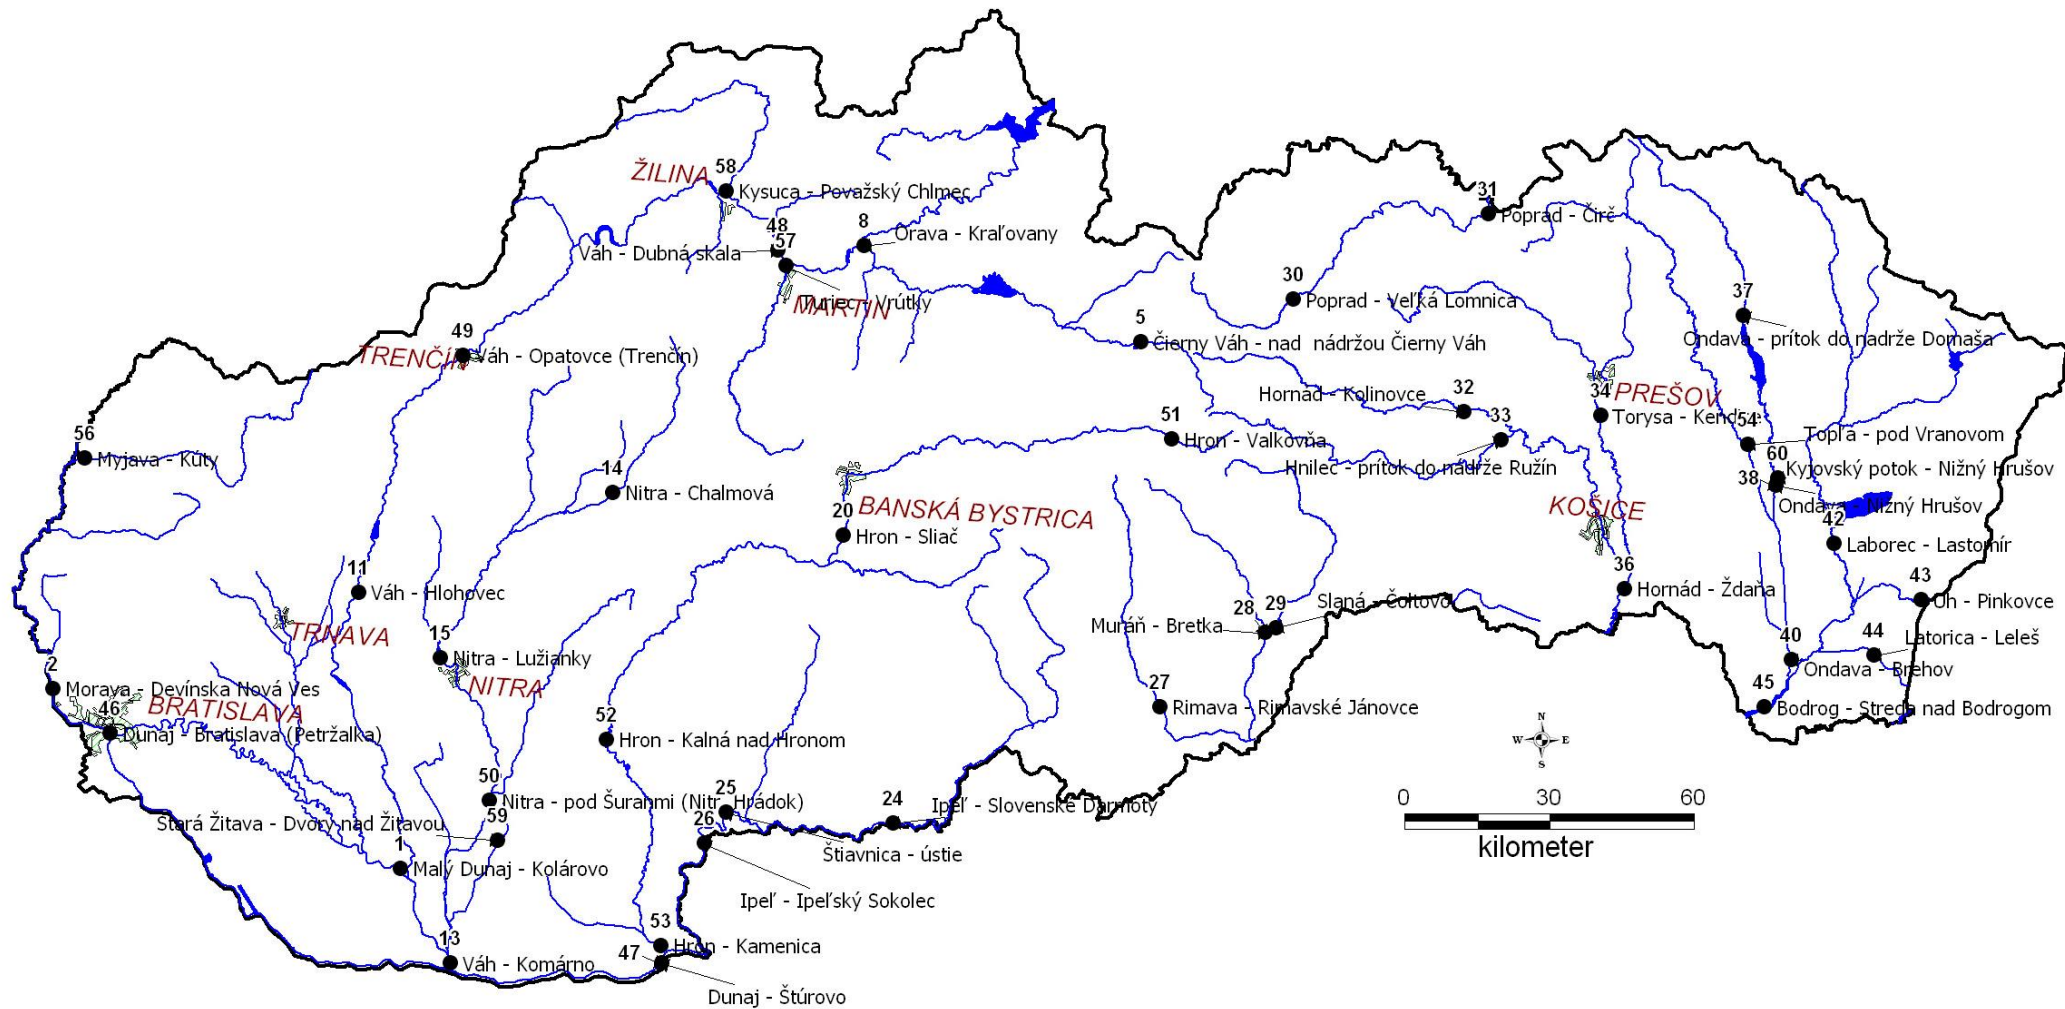 58
ŽILINA
Kysuca - Považský Chlmec
31
Poprad - Čirč
48
8
57
Orava - Kraľovany
Váh - Dubná skala
30
37
Turiec - Vrútky
Poprad - Veľká Lomnica
MARTIN
5
49
Ondava - prítok do nadrže Domaša
Čierny Váh - nad nádržou Čierny Váh
TRENČÍN
Váh - Opatovce (Trenčín)
32
Hornád - Kolinovce
PREŠOV
34
33
51
Torysa - Kendice
54
56
Topľa - pod Vranovom
Hron - Valkovňa
Myjava - Kúty
60
14
Hnilec - prítok do nádrže Ružín
Kyjovský potok - Nižný Hrušov
38
Nitra - Chalmová
Ondava - Nižný Hrušov
KOŠICE
20
BANSKÁ BYSTRICA
42
Hron - Sliač
Laborec - Lastomír
11
36
43
Váh - Hlohovec
Hornád - Ždaňa
28
29
Slaná - Čoltovo
Uh - Pinkovce
Muráň - Bretka
TRNAVA
15
40
44
Latorica - Leleš
Nitra - Lužianky
2
Ondava - Brehov
NITRA
Morava - Devínska Nová Ves
27
45
46
BRATISLAVA
52
Rimava - Rimavské Jánovce
Bodrog - Streda nad Bodrogom
Dunaj - Bratislava (Petržalka)
Hron - Kalná nad Hronom
N
W E
S
50
25
24
0 30 60
Nitra - pod Šuranmi (Nitr. Hrádok)
Ipeľ - Slovenské Ďarmoty
59
26
Stará Žitava - Dvory nad Žitavou
1
kilometer
Štiavnica - ústie
Malý Dunaj - Kolárovo
Ipeľ - Ipeľský Sokolec
53
13
Hron - Kamenica
47
Váh - Komárno
Dunaj - Štúrovo